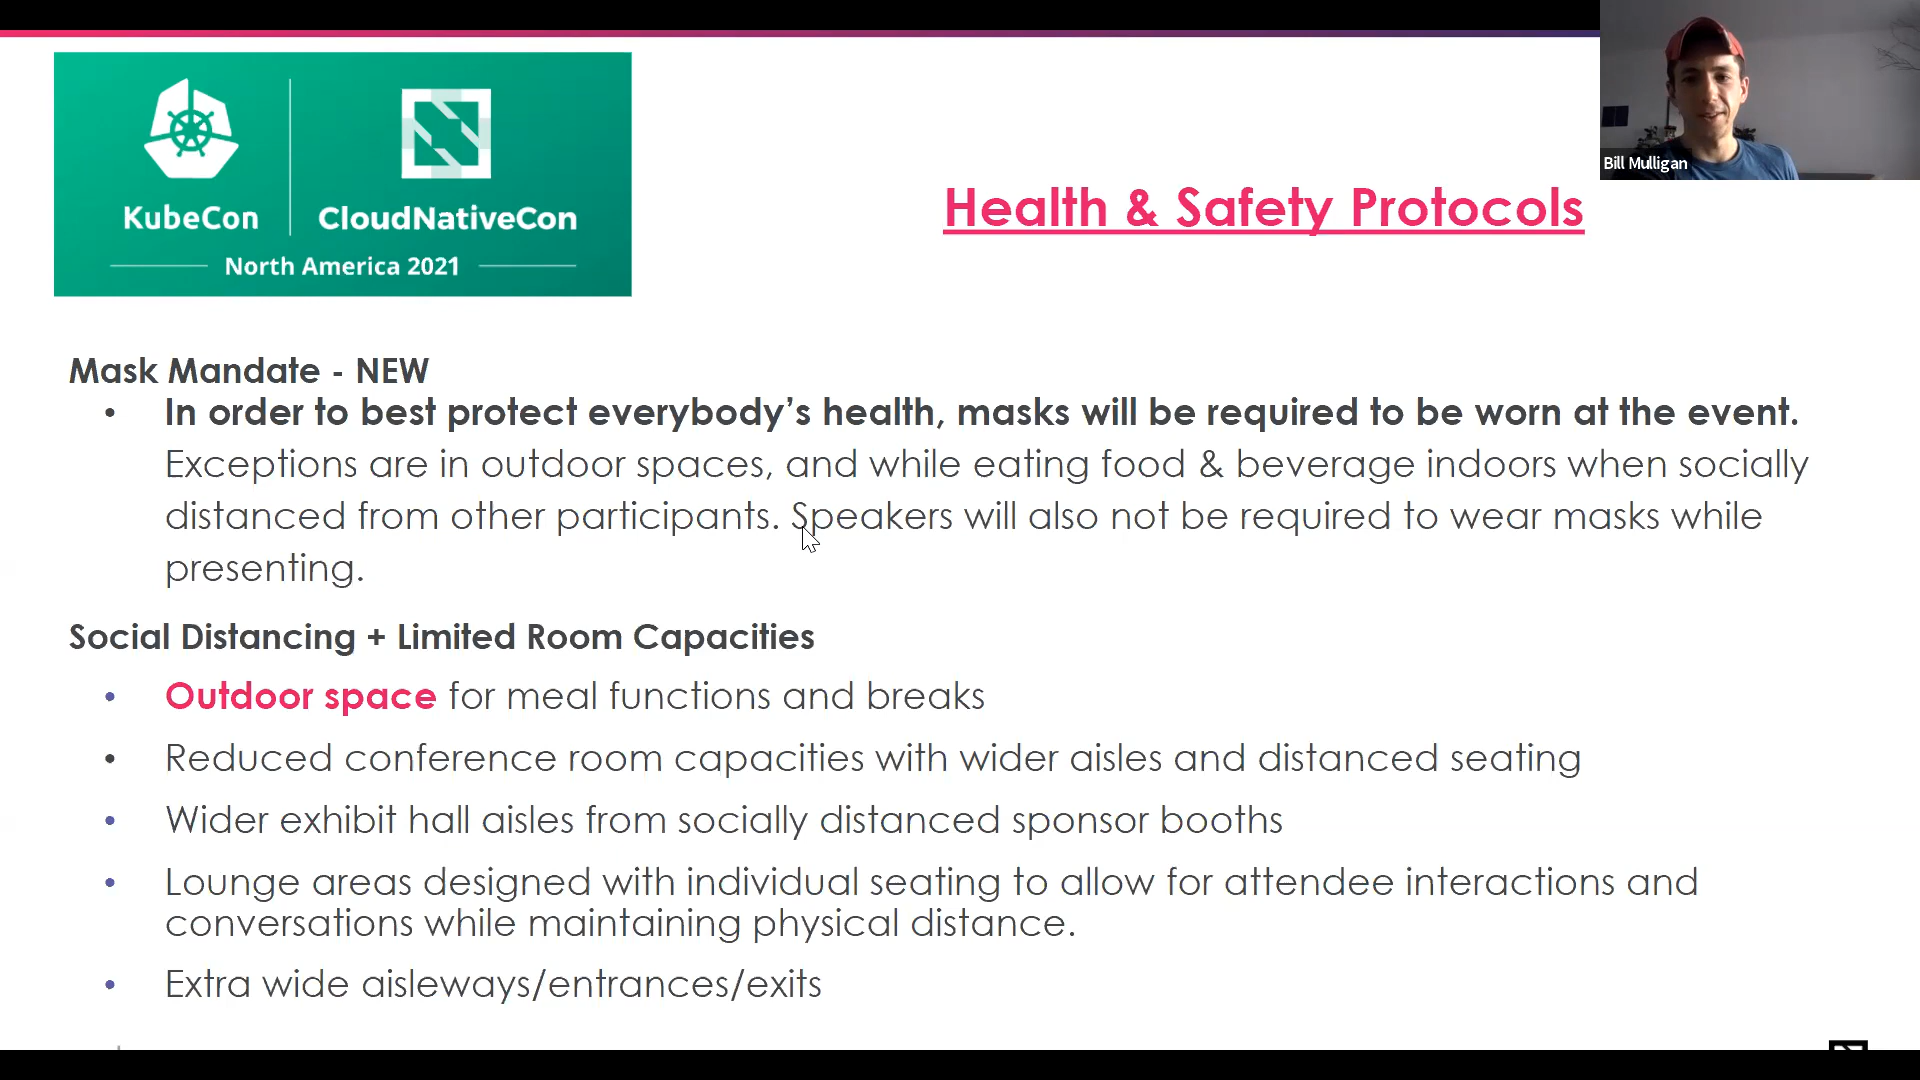 KubeCon
CloudNativeCon
North America 2021
Bill Mulligan
Health & Safety Protocols
Mask Mandate - NEW
• In order to best protect everybody’s health, masks will be required to be worn at the event.
Exceptions are in outdoor spaces, and while eating food & beverage indoors when socially
distanced from other participants. Speakers will also not be required to wear masks while
presenting.
Social Distancing + Limited Room Capacities
• Outdoor space for meal functions and breaks
• Reduced conference room capacities with wider aisles and distanced seating
• Wider exhibit hall aisles from socially distanced sponsor booths
• Lounge areas designed with individual seating to allow for attendee interactions and
conversations while maintaining physical distance.
• Extra wide aisleways/entrances/exits